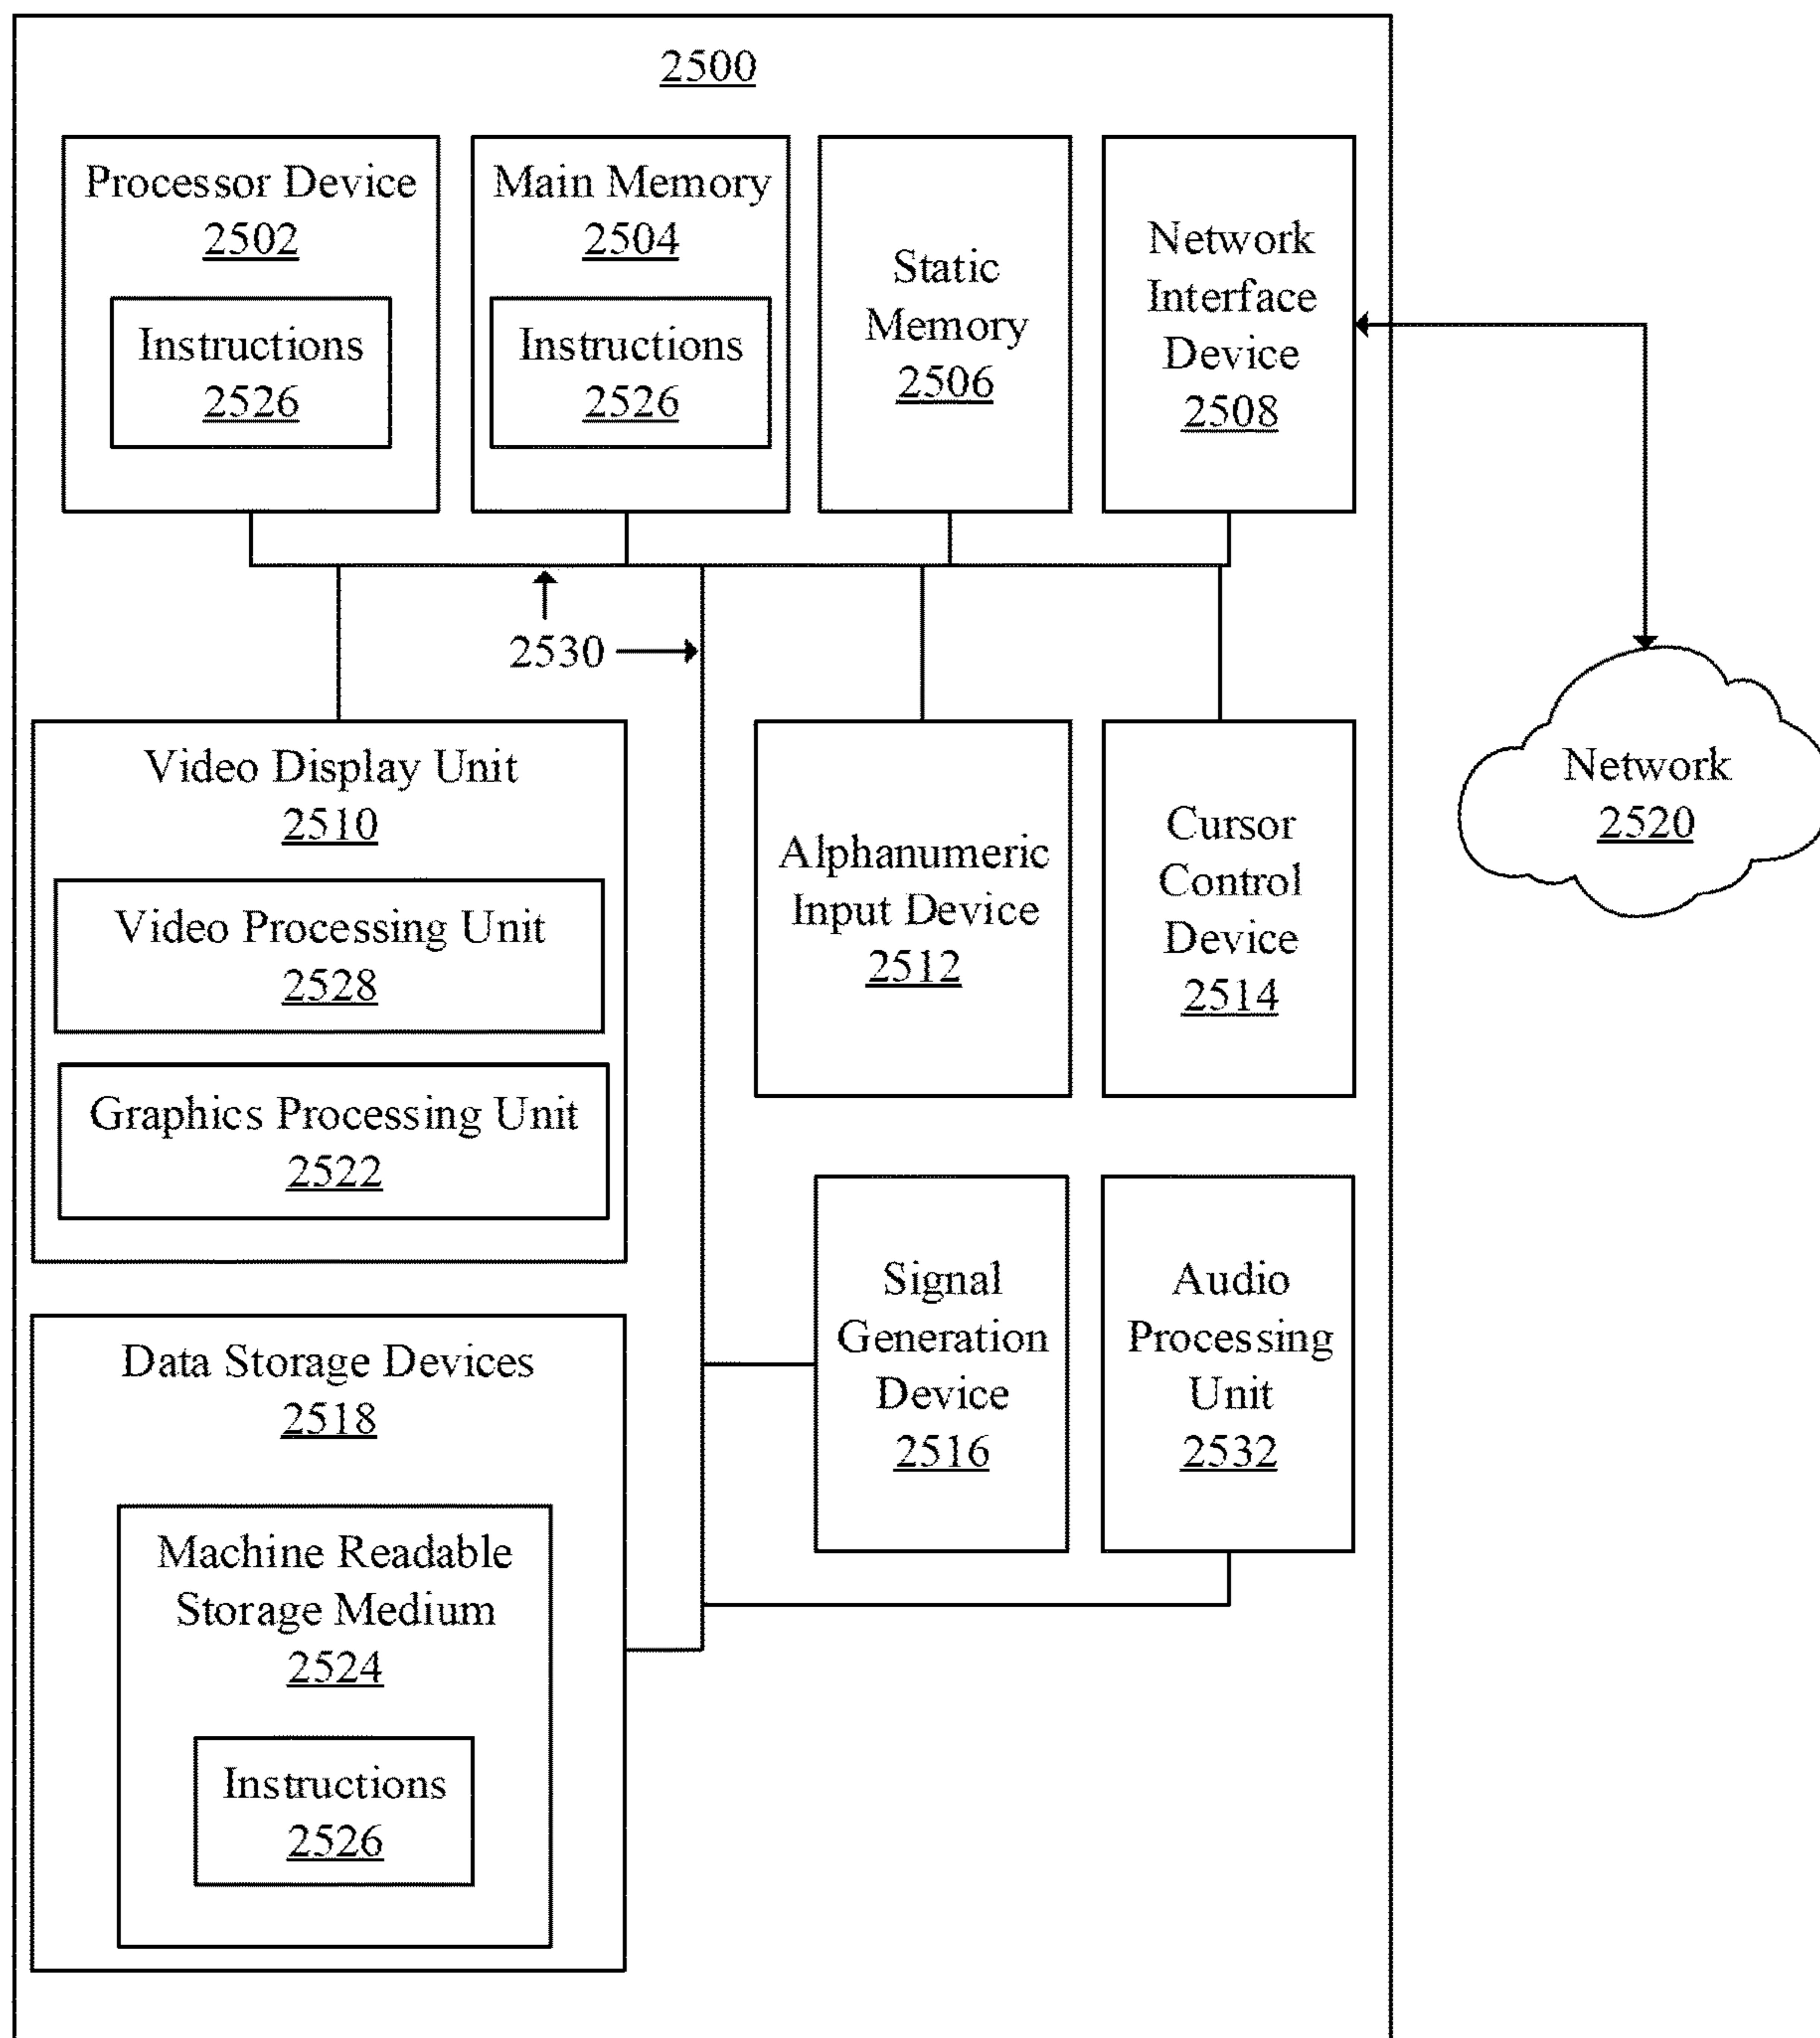 2500
Processor Device
2502
Instructions
2526
Main Memory
2504
Instructions
2526
Static
Memory
2506
Network
Interface
Device
2508
2530
Video Display Unit
2510
Video Processing Unit
2528
Graphics Processing Unit
2522
Alphanumeric
Input Device
2512
Cursor
Control
Device
2514
Network
2520
Data Storage Devices
2518
Machine Readable
Storage Medium
2524
Instructions
2526
Signal
Generation
Device
2516
Audio
Processing
Unit
2532